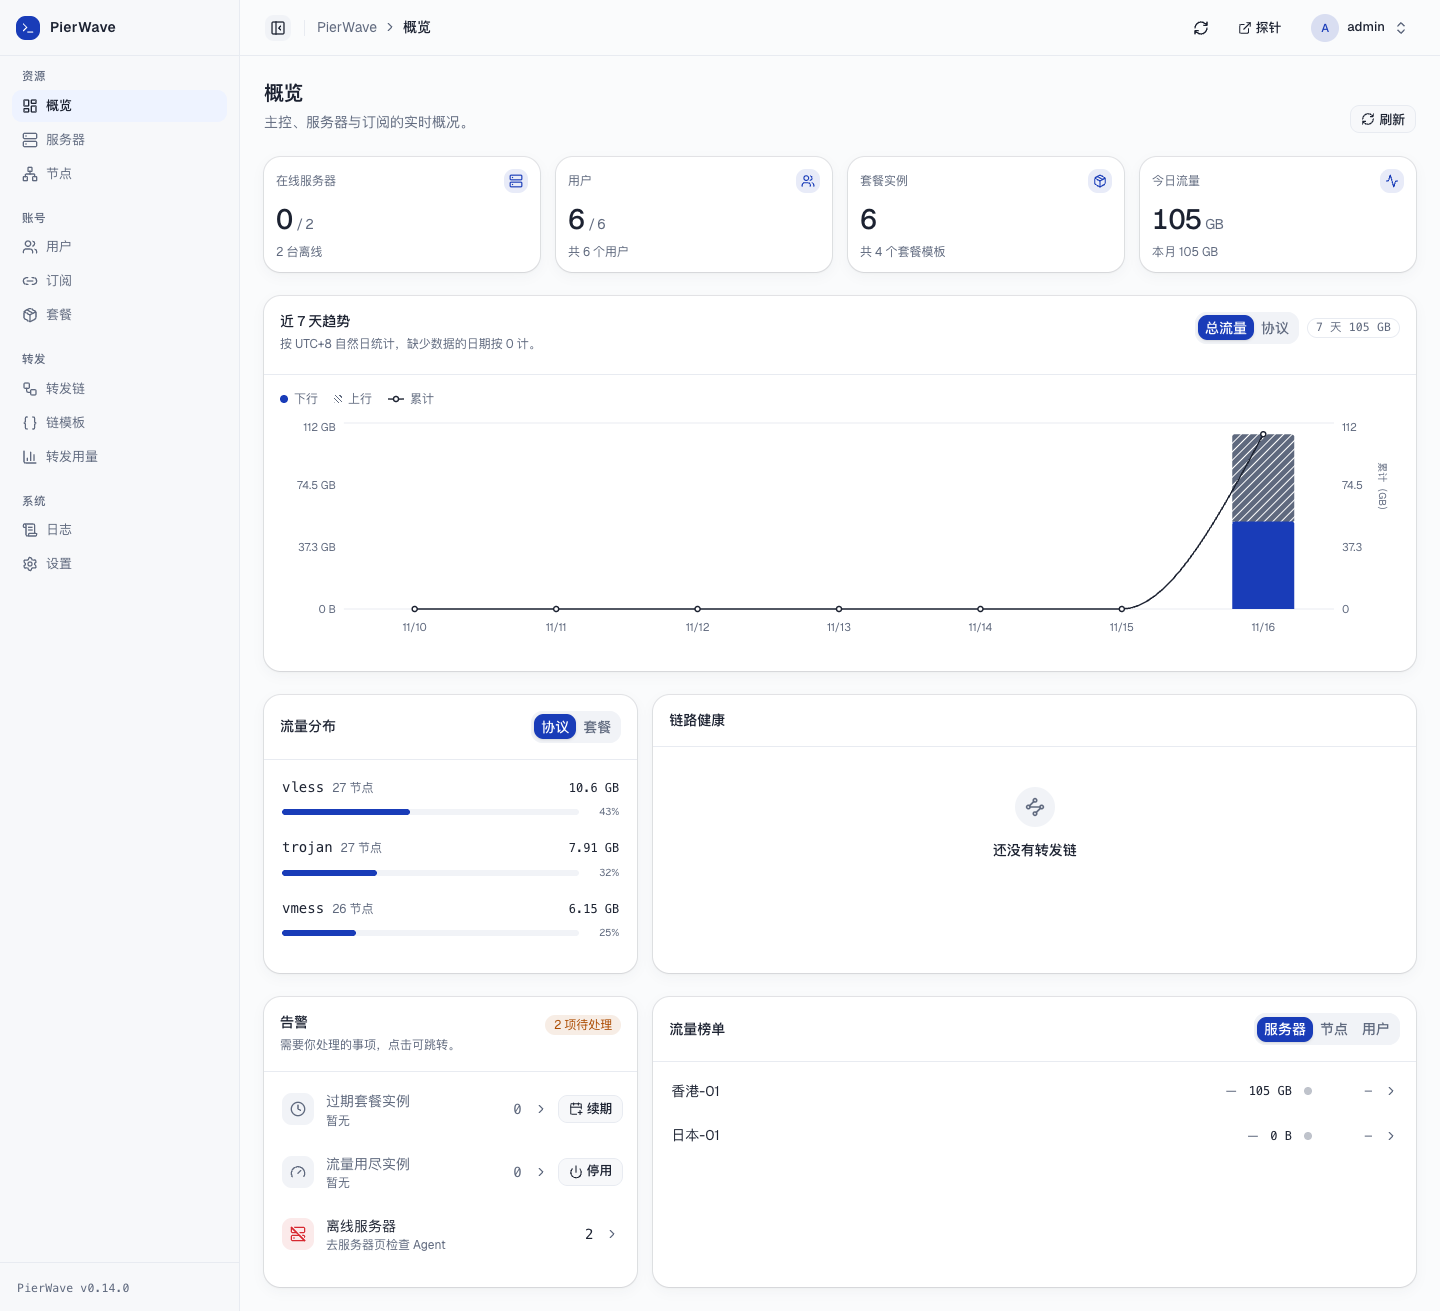 PierWave
PierWave > 概览
探针
A admin
资源
概览
服务器
节点
账号
用户
订阅
套餐
转发
转发链
链模板
转发用量
系统
日志
设置
PierWave v0.14.0
概览
主控、服务器与订阅的实时概况。
刷新
在线服务器
0 / 2
2 台离线
用户
6 / 6
共 6 个用户
套餐实例
6
共 4 个套餐模板
今日流量
105 GB
本月 105 GB
近 7 天趋势
按 UTC+8 自然日统计，缺少数据的日期按 0 计。
总流量 协议 7 天 105 GB
下行 上行 累计
112 GB
74.5 GB
37.3 GB
0 B
112
74.5
37.3
0
累计 (GB)
11/10 11/11 11/12 11/13 11/14 11/15 11/16
流量分布
协议 套餐
vless 27 节点 10.6 GB
43%
trojan 27 节点 7.91 GB
32%
vmess 26 节点 6.15 GB
25%
链路健康
还没有转发链
告警
2 项待处理
需要你处理的事项，点击可跳转。
过期套餐实例
暂无
0 续期
流量用尽实例
暂无
0 停用
离线服务器
去服务器页检查 Agent
2
流量榜单
服务器 节点 用户
香港-01 — 105 GB –
日本-01 — 0 B –